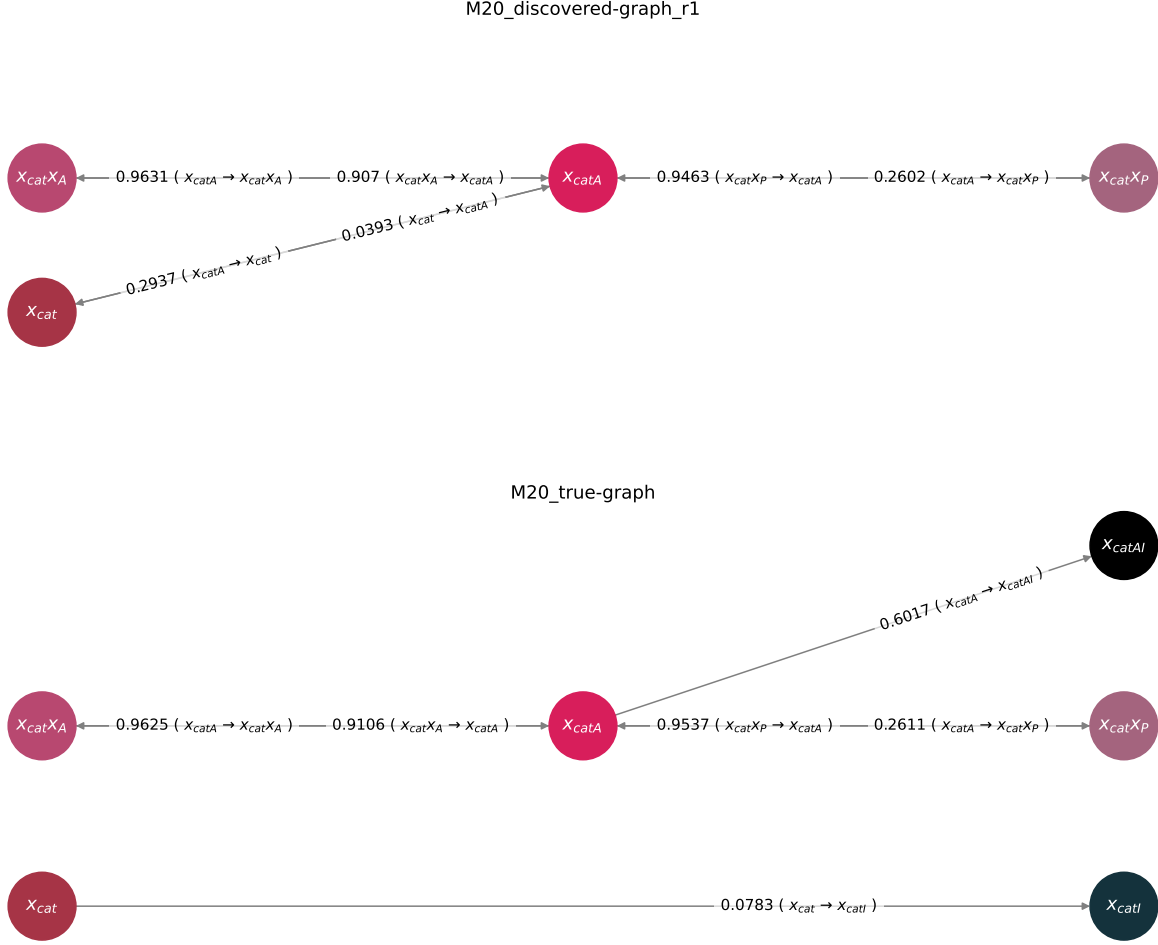 M20_discovered-graph_r1
x_cat x_A
0.9631 ( x_catA → x_cat x_A )
0.907 ( x_cat x_A → x_catA )
x_catA
0.9463 ( x_cat x_P → x_catA )
0.2602 ( x_catA → x_cat x_P )
x_cat x_P
0.0393 ( x_cat → x_catA )
0.2937 ( x_catA → x_cat )
x_cat
M20_true-graph
x_catAI
0.6017 ( x_catA → x_catAI )
x_cat x_A
0.9625 ( x_catA → x_cat x_A )
0.9106 ( x_cat x_A → x_catA )
x_catA
0.9537 ( x_cat x_P → x_catA )
0.2611 ( x_catA → x_cat x_P )
x_cat x_P
x_cat
0.0783 ( x_cat → x_catI )
x_catI